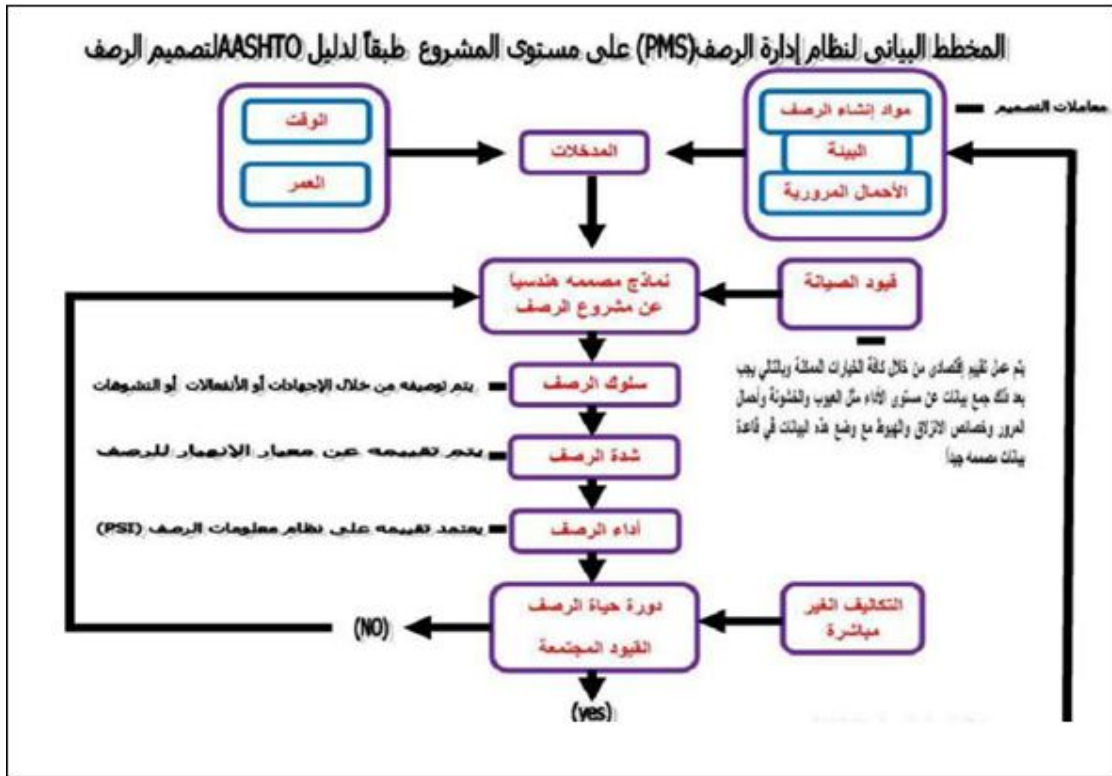 المخطط البيانى لنظام إدارة الرصف(PMS) على مستوى المشروع طبقاً لدليل AASHTOلتصميم الرصف
معاملات التصميم
مواد إنشاء الرصف
البيئة
الأحمال المرورية
المدخلات
الوقت
العمر
نماذج مصممه هندسياً
عن مشروع الرصف
قيود الصيانة
يتم عمل تقييم إقتصادى من خلال كافة الخيارات الممكنة وبالتالي يجب
بعد ذلك جمع بيانات عن مستوى الأداء مثل العيوب والخشونة وأحمال
المرور وخصائص الانزلاق والهبوط مع وضع هذه البيانات في قاعدة
بيانات مصممه جيداً
سلوك الرصف
يتم توصيفه من خلال الإجهادات أو الأنفعالات أو التشوهات
شدة الرصف
يتم تقييمه عن معيار الانهيار للرصف
أداء الرصف
يعتمد تقييمه على نظام معلومات الرصف (PSI)
دورة حياة الرصف
القيود المجتمعة
التكاليف الغير
مباشرة
(NO)
(yes)